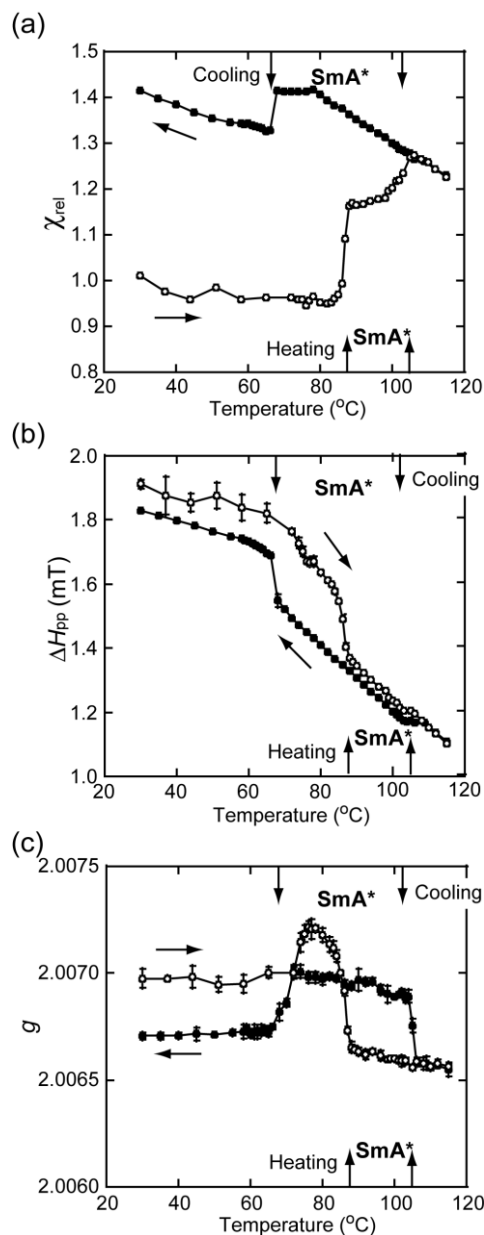 (a)
Cooling
SmA*
1.4
1.3
1.2
1.1
1.0
0.9
0.8
χrel
Heating
SmA*
20 40 60 80 100 120
Temperature (°C)
(b)
2.0
1.8
1.6
1.4
1.2
1.0
ΔHpp (mT)
Cooling
SmA*
Heating
SmA*
20 40 60 80 100 120
Temperature (°C)
(c)
2.0075
2.0070
2.0065
2.0060
g
Cooling
SmA*
Heating
SmA*
20 40 60 80 100 120
Temperature (°C)